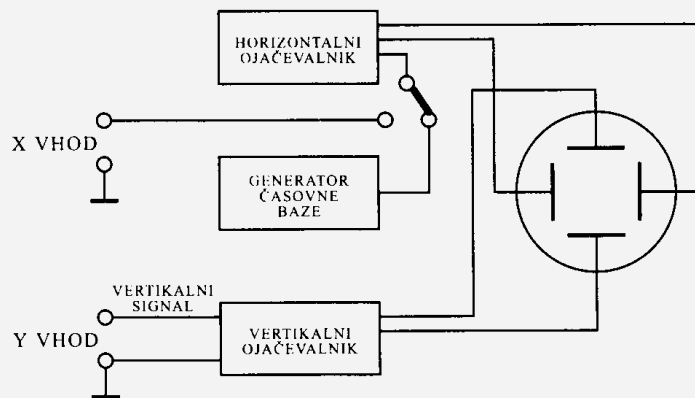 HORIZONTALNI
OJAČEVALNIK
X VHOD
GENERATOR
ČASOVNE
BAZE
VERTIKALNI
SIGNAL
Y VHOD
VERTIKALNI
OJAČEVALNIK